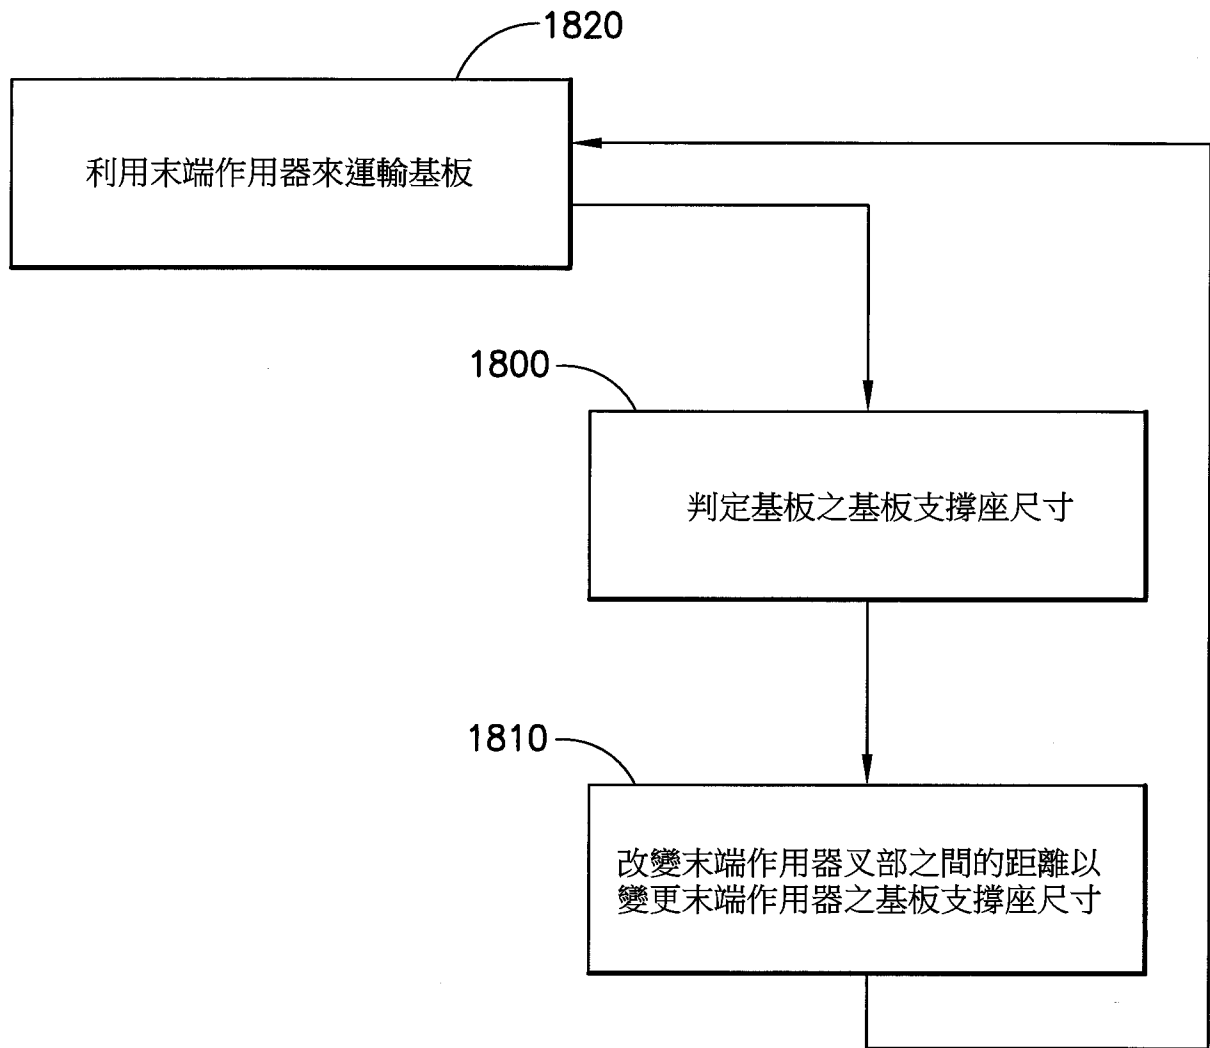 1820
利用末端作用器來運輸基板
1800
判定基板之基板支撐座尺寸
1810
改變末端作用器叉部之間的距離以
變更末端作用器之基板支撐座尺寸